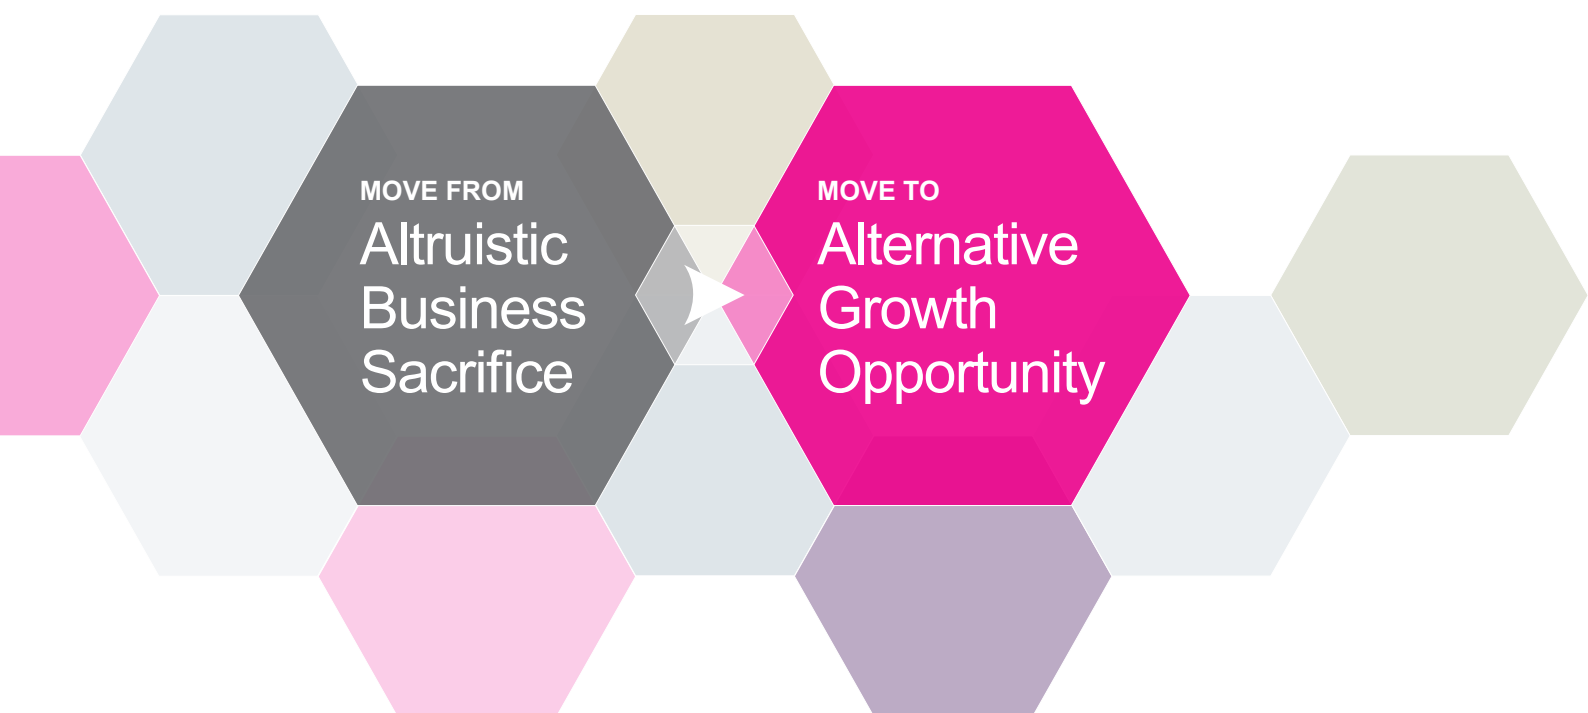 MOVE FROM
Altruistic
Business
Sacrifice
MOVE TO
Alternative
Growth
Opportunity